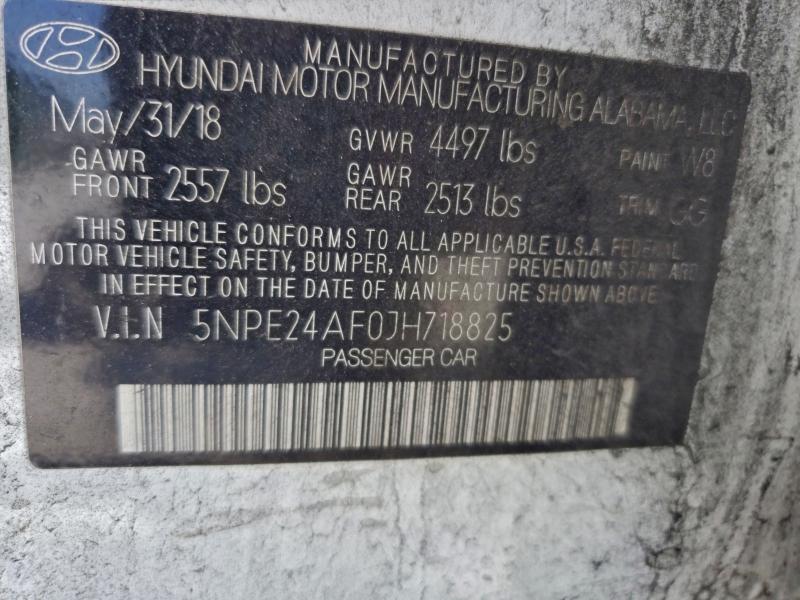 MANUFACTURED BY
HYUNDAI MOTOR MANUFACTURING ALABAMA, LLC
May/31/18 GVWR 4497 lbs PAINT W8
GAWR FRONT 2557 lbs GAWR REAR 2513 lbs TRIM GG
THIS VEHICLE CONFORMS TO ALL APPLICABLE U.S.A. FEDERAL
MOTOR VEHICLE SAFETY, BUMPER, AND THEFT PREVENTION STANDARD
IN EFFECT ON THE DATE OF MANUFACTURE SHOWN ABOVE.
V.I.N 5NPE24AF0JH718825
PASSENGER CAR